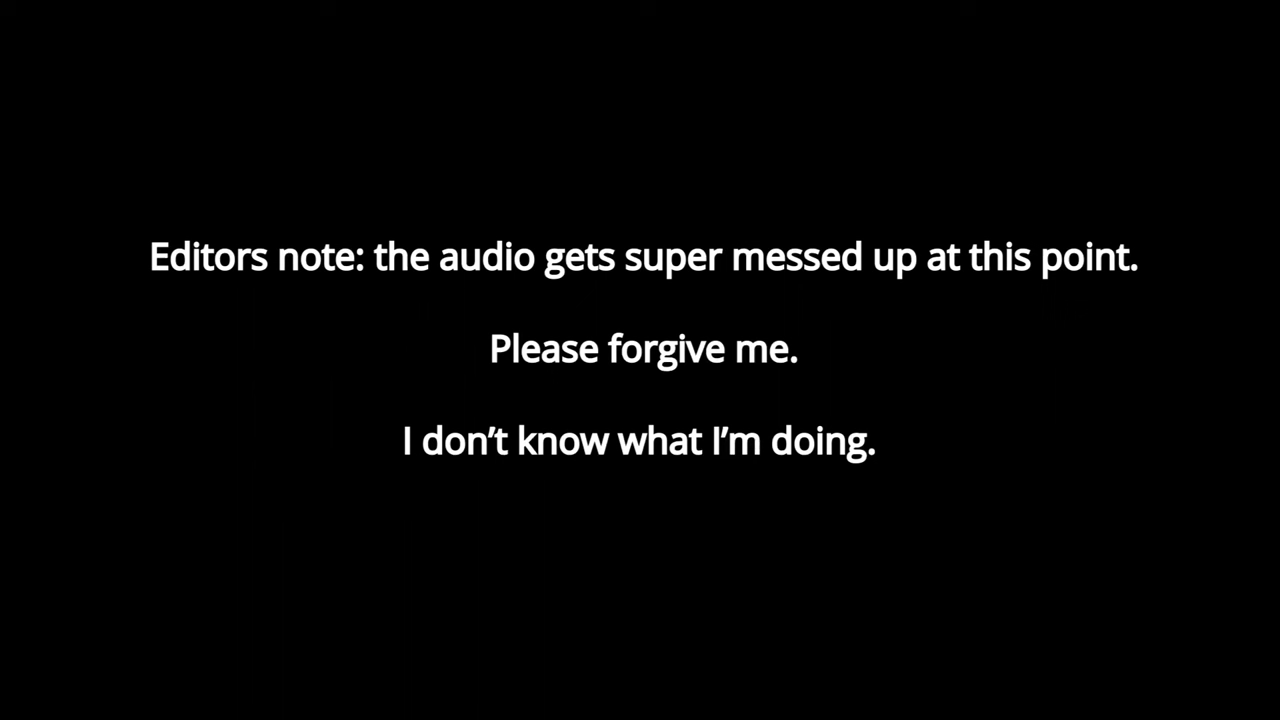 Editors note: the audio gets super messed up at this point.
Please forgive me.
I don’t know what I’m doing.